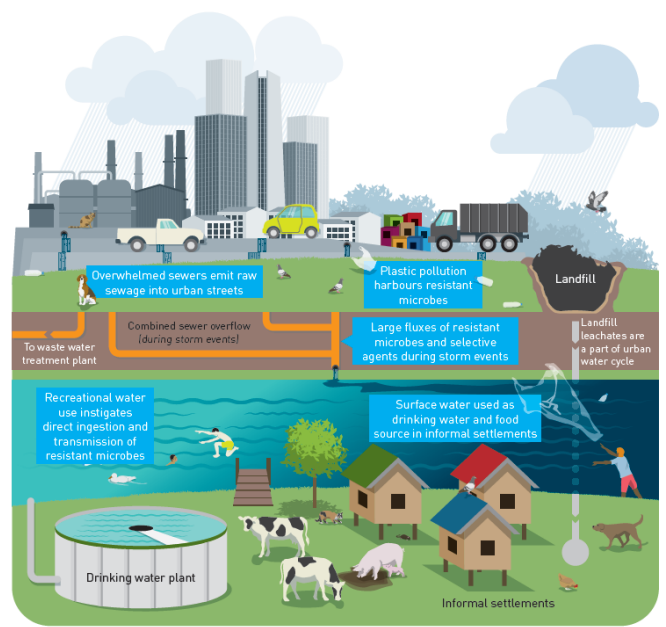 Overwhelmed sewers emit raw
sewage into urban streets
Plastic pollution
harbours resistant
microbes
Landfill
To waste water
treatment plant
Combined sewer overflow
(during storm events)
Large fluxes of resistant
microbes and selective
agents during storm events
Landfill
leachates are
a part of urban
water cycle
Recreational water
use instigates
direct ingestion and
transmission of
resistant microbes
Surface water used as
drinking water and food
source in informal settlements
Drinking water plant
Informal settlements